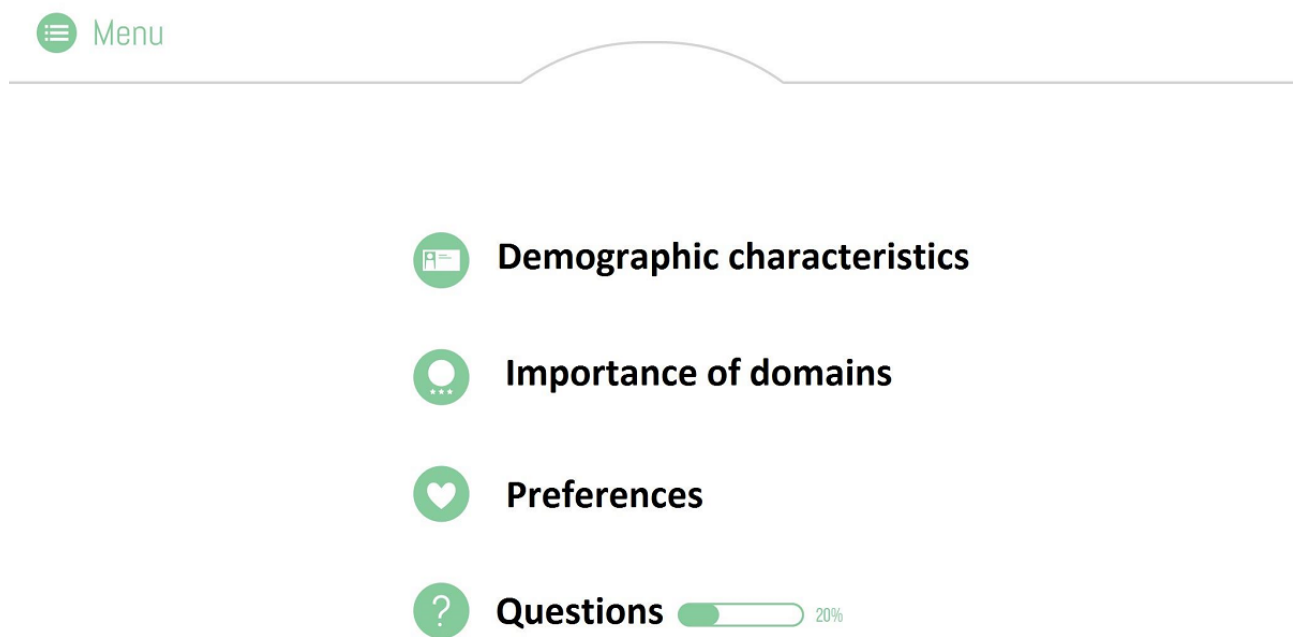 Menu
Demographic characteristics
Importance of domains
Preferences
? Questions 20%